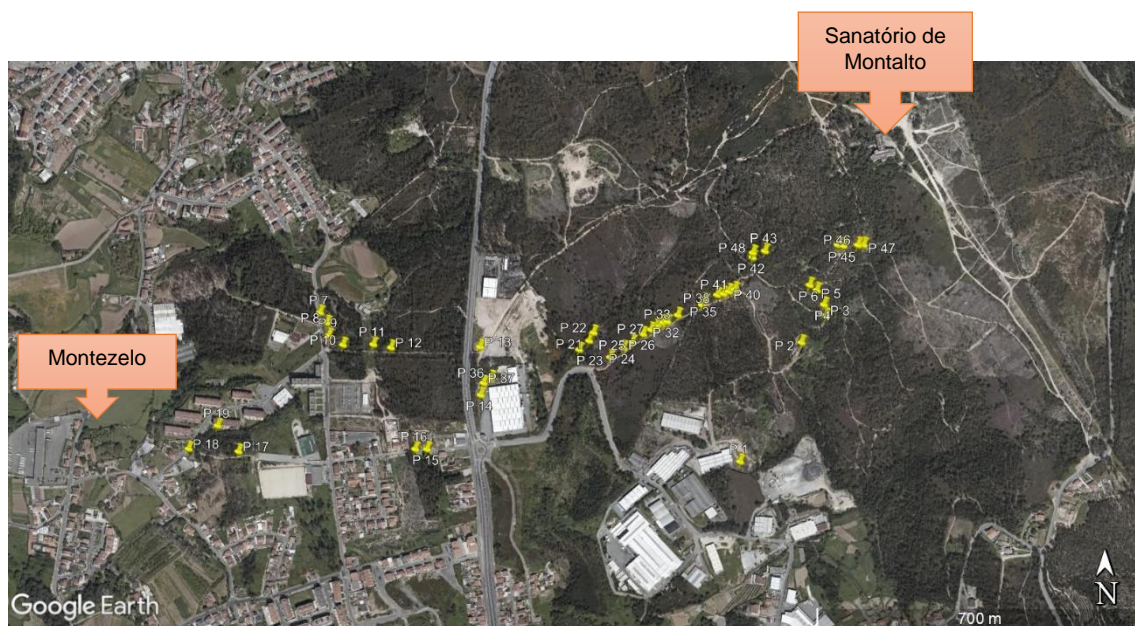 Sanatório de
Montalto
P 48
P 43
P 46
P 45
P 47
P 42
P 41
P 40
P 6
P 5
P 3
P 4
P 38
P 35
P 33
P 32
P 2
P 7
P 8
P 9
P 10
P 11
P 12
P 22
P 21
P 23
P 27
P 25
P 26
P 24
P 13
Montezelo
P 36
P 37
P 14
P 19
P 18
P 17
P 16
P 15
P 1
N
Google Earth
700 m